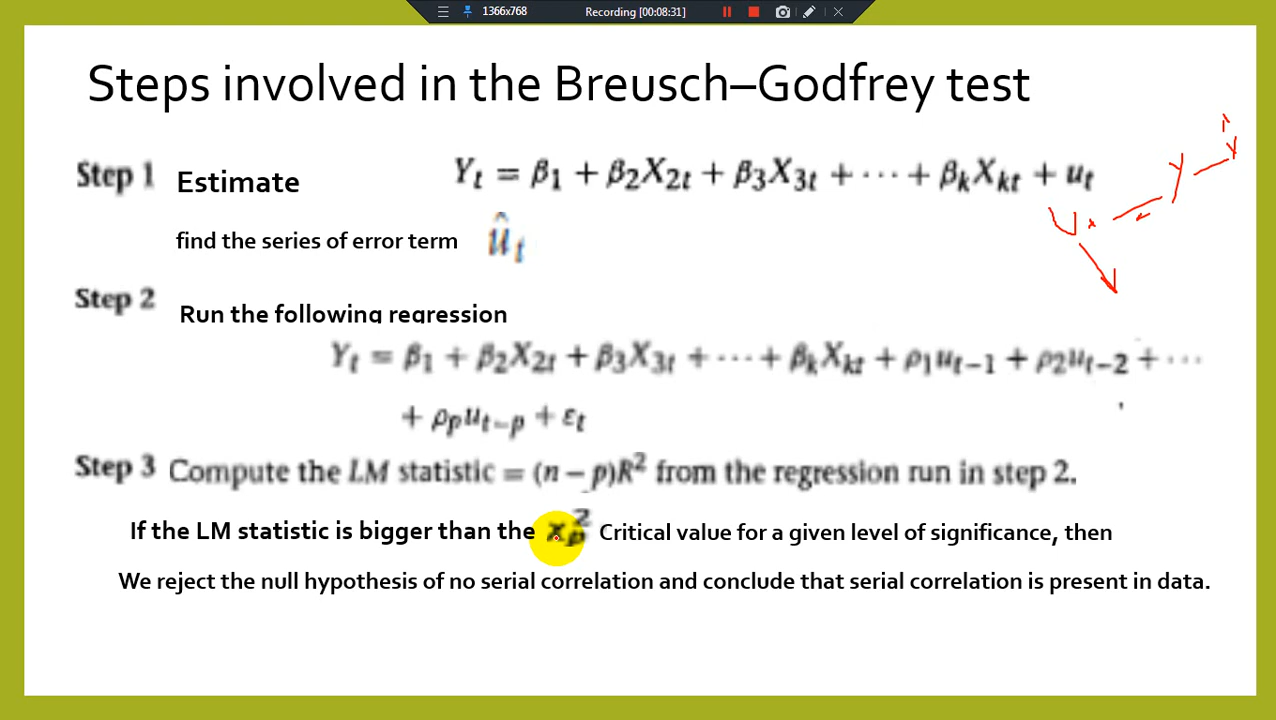 1366x768 Recording [00:08:31]
Steps involved in the Breusch–Godfrey test
Step 1 Estimate Yₜ = β₁ + β₂X₂ₜ + β₃X₃ₜ + ⋯ + βₖXₖₜ + uₜ
find the series of error term ûₜ
Step 2 Run the following regression
Yₜ = β₁ + β₂X₂ₜ + β₃X₃ₜ + ⋯ + βₖXₖₜ + ρ₁uₜ₋₁ + ρ₂uₜ₋₂ + ⋯
+ ρₚuₜ₋ₚ + εₜ
Step 3 Compute the LM statistic = (n − p)R² from the regression run in step 2.
If the LM statistic is bigger than the χₚ² Critical value for a given level of significance, then
We reject the null hypothesis of no serial correlation and conclude that serial correlation is present in data.